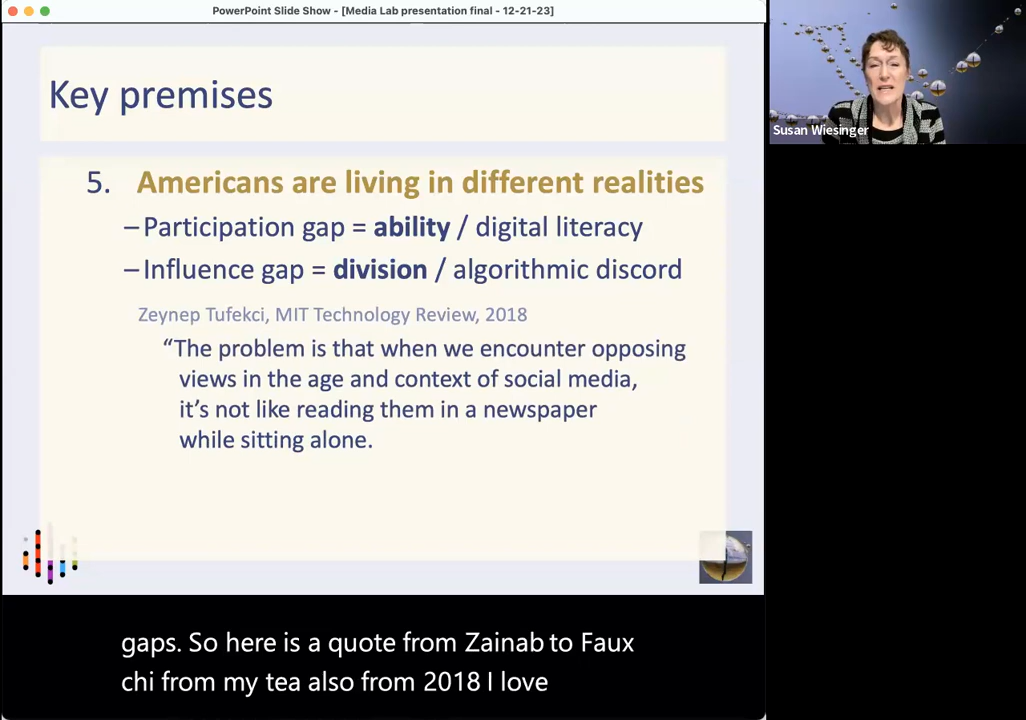 PowerPoint Slide Show - [Media Lab presentation final - 12-21-23]
Key premises
5. Americans are living in different realities
–Participation gap = ability / digital literacy
–Influence gap = division / algorithmic discord
Zeynep Tufekci, MIT Technology Review, 2018
“The problem is that when we encounter opposing
views in the age and context of social media,
it’s not like reading them in a newspaper
while sitting alone.
Susan Wiesinger
gaps. So here is a quote from Zainab to Faux
chi from my tea also from 2018 I love